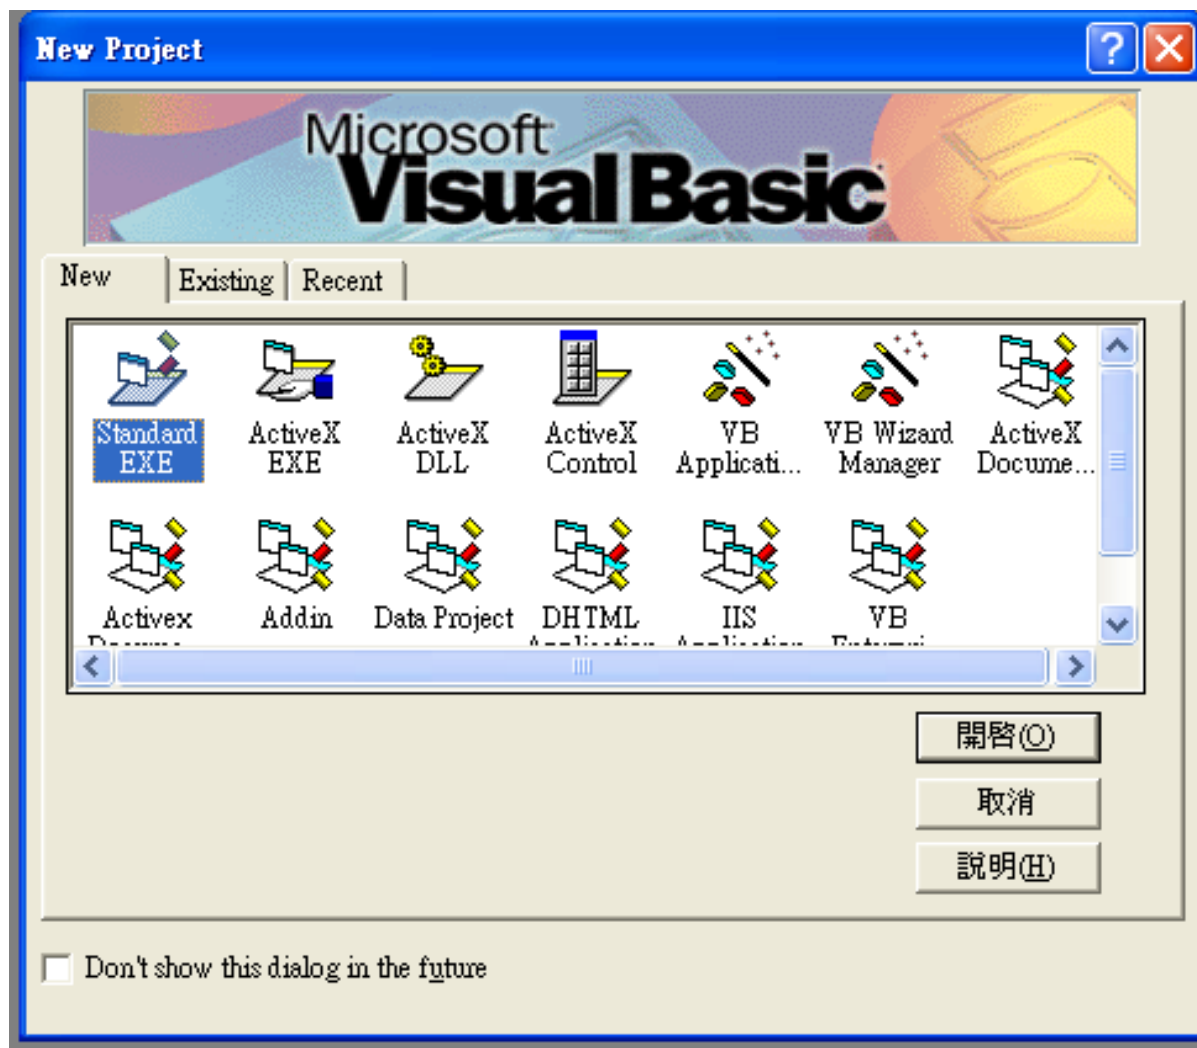 New Project
Microsoft
Visual Basic
New Existing Recent
Standard ActiveX ActiveX ActiveX VB VB Wizard ActiveX
EXE EXE DLL Control Applicati... Manager Docume...
Activex Addin Data Project DHTML IIS VB
開啓(O)
取消
説明(H)
Don't show this dialog in the future